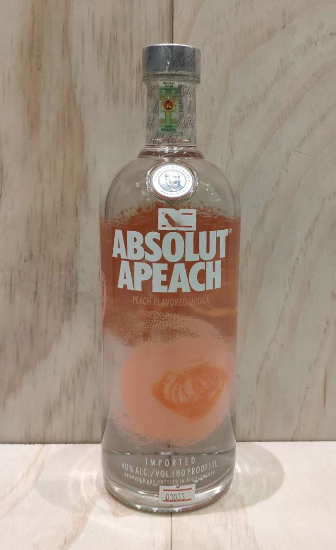 ABSOLUT
APEACH
PEACH FLAVORED VODKA
IMPORTED
40% ALC./VOL. (80 PROOF) 1L